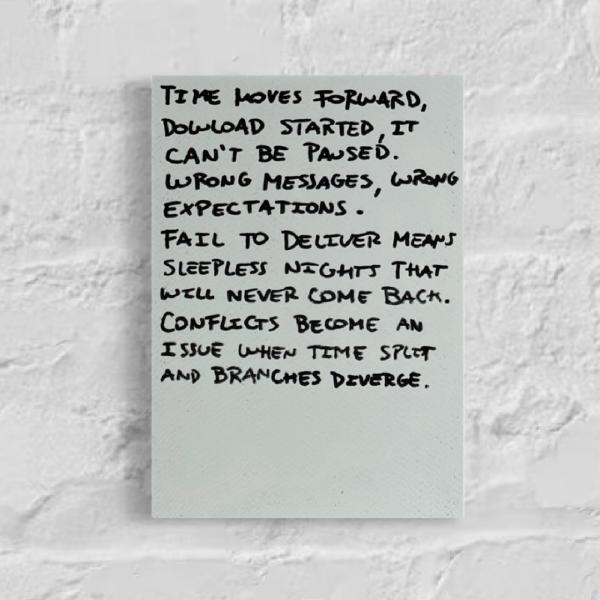 TIME MOVES FORWARD,
DOWLOAD STARTED, IT
CAN'T BE PAUSED.
WRONG MESSAGES, WRONG
EXPECTATIONS.
FAIL TO DELIVER MEANS
SLEEPLESS NIGHTS THAT
WILL NEVER COME BACK.
CONFLICTS BECOME AN
ISSUE WHEN TIME SPLIT
AND BRANCHES DIVERGE.